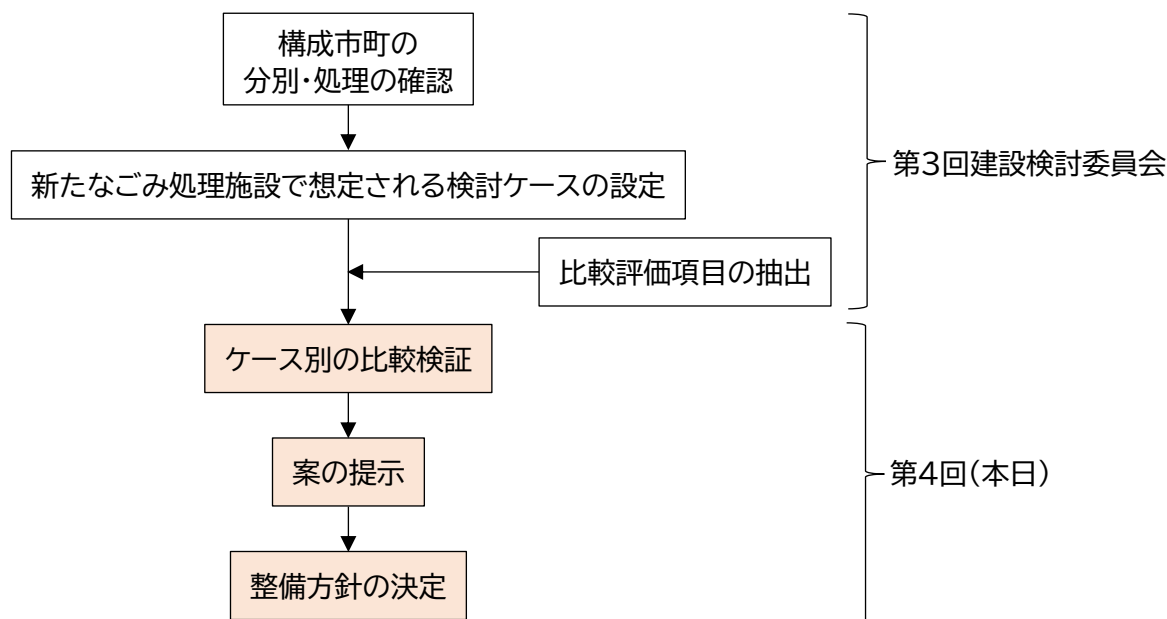 構成市町の
分別・処理の確認
新たなごみ処理施設で想定される検討ケースの設定
第3回建設検討委員会
比較評価項目の抽出
ケース別の比較検証
案の提示
第4回(本日)
整備方針の決定